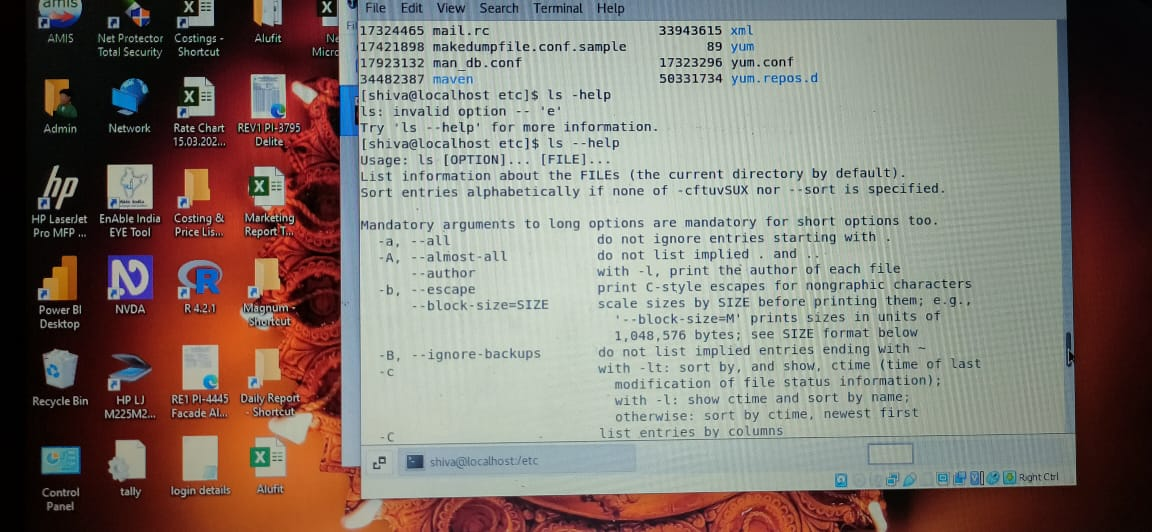 amis
AMIS
Net Protector
Total Security
Costings -
Shortcut
Alufit
Ne
Micro
Admin
Network
Rate Chart
15.03.202...
REV1 PI-3795
Delite
hp
HP LaserJet
Pro MFP ...
EnAble India
EYE Tool
Costing &
Price Lis...
Marketing
Report T...
Power BI
Desktop
NVDA
R 4.2.1
Magnum -
Shortcut
Recycle Bin
HP LJ
M225M2...
RE1 PI-4445
Facade Al...
Daily Report
- Shortcut
Control
Panel
tally
login details
Alufit
File Edit View Search Terminal Help
17324465 mail.rc 33943615 xml
17421898 makedumpfile.conf.sample 89 yum
17923132 man_db.conf 17323296 yum.conf
34482387 maven 50331734 yum.repos.d
[shiva@localhost etc]$ ls -help
ls: invalid option -- 'e'
Try 'ls --help' for more information.
[shiva@localhost etc]$ ls --help
Usage: ls [OPTION]... [FILE]...
List information about the FILEs (the current directory by default).
Sort entries alphabetically if none of -cftuvSUX nor --sort is specified.
Mandatory arguments to long options are mandatory for short options too.
-a, --all do not ignore entries starting with .
-A, --almost-all do not list implied . and ..
--author with -l, print the author of each file
-b, --escape print C-style escapes for nongraphic characters
--block-size=SIZE scale sizes by SIZE before printing them; e.g.,
'--block-size=M' prints sizes in units of
1,048,576 bytes; see SIZE format below
-B, --ignore-backups do not list implied entries ending with ~
-c with -lt: sort by, and show, ctime (time of last
modification of file status information);
with -l: show ctime and sort by name;
otherwise: sort by ctime, newest first
-C list entries by columns
shiva@localhost:/etc
Right Ctrl